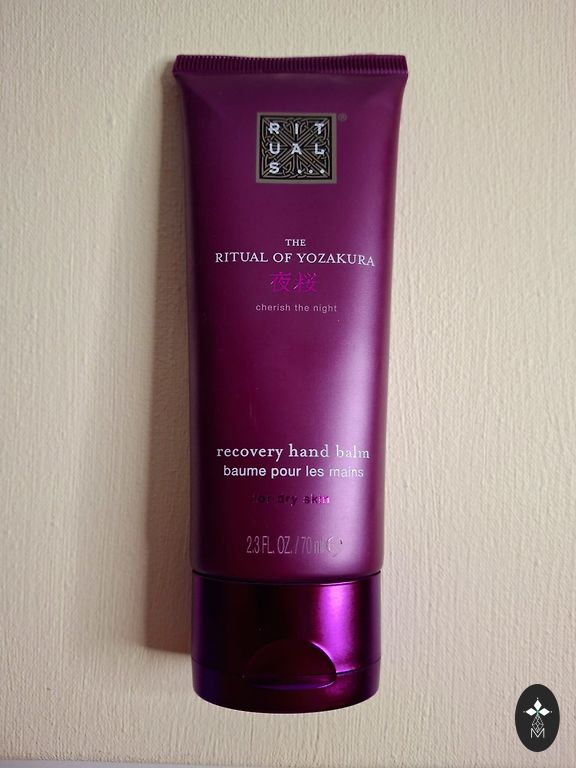 RIT
UAL
S...
®
THE
RITUAL OF YOZAKURA
夜桜
cherish the night
recovery hand balm
baume pour les mains
for dry skin
2.3 FL. OZ. / 70 ml ℮
M